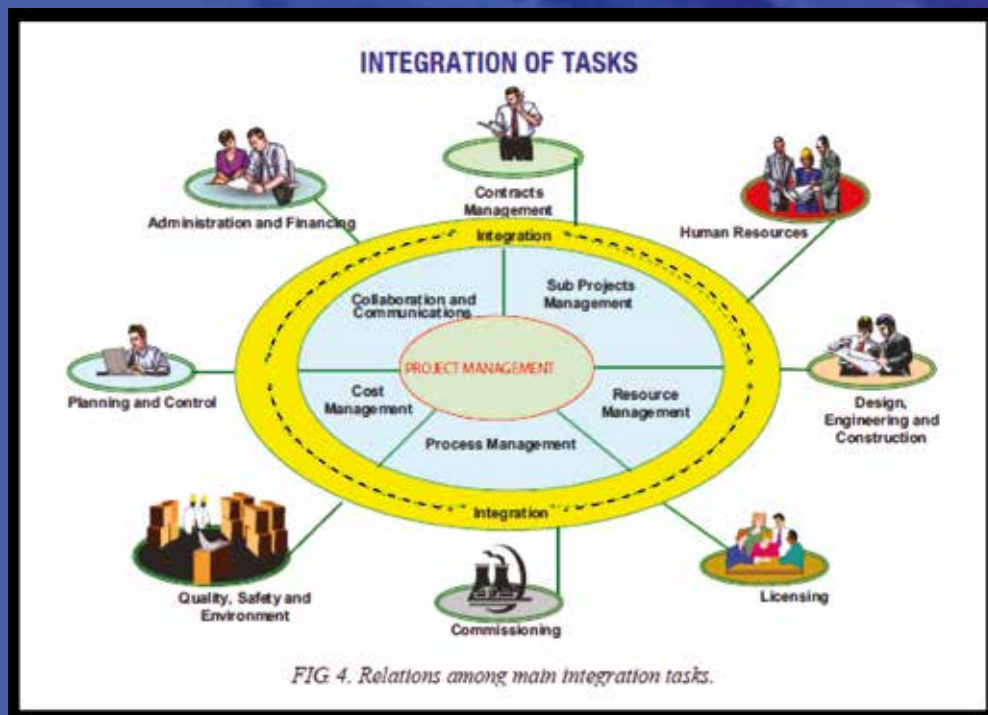 INTEGRATION OF TASKS
Contracts
Management
Administration and Financing
Human Resources
Integration
Collaboration and
Communications
Sub Projects
Management
PROJECT MANAGEMENT
Planning and Control
Cost
Management
Resource
Management
Design,
Engineering and
Construction
Process Management
Integration
Quality, Safety and
Environment
Commissioning
Licensing
FIG. 4. Relations among main integration tasks.